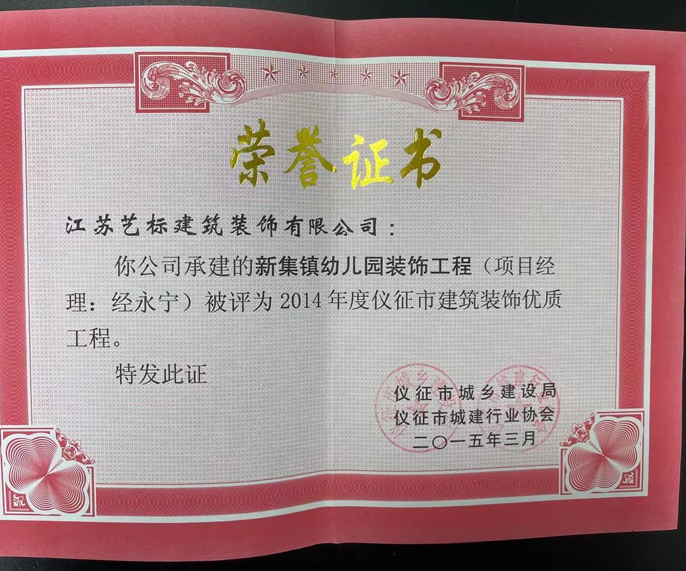 荣誉证书
江苏艺标建筑装饰有限公司：
你公司承建的新集镇幼儿园装饰工程（项目经
理：经永宁）被评为 2014 年度仪征市建筑装饰优质
工程。
特发此证
仪征市城乡建设局
仪征市城建行业协会
二〇一五年三月